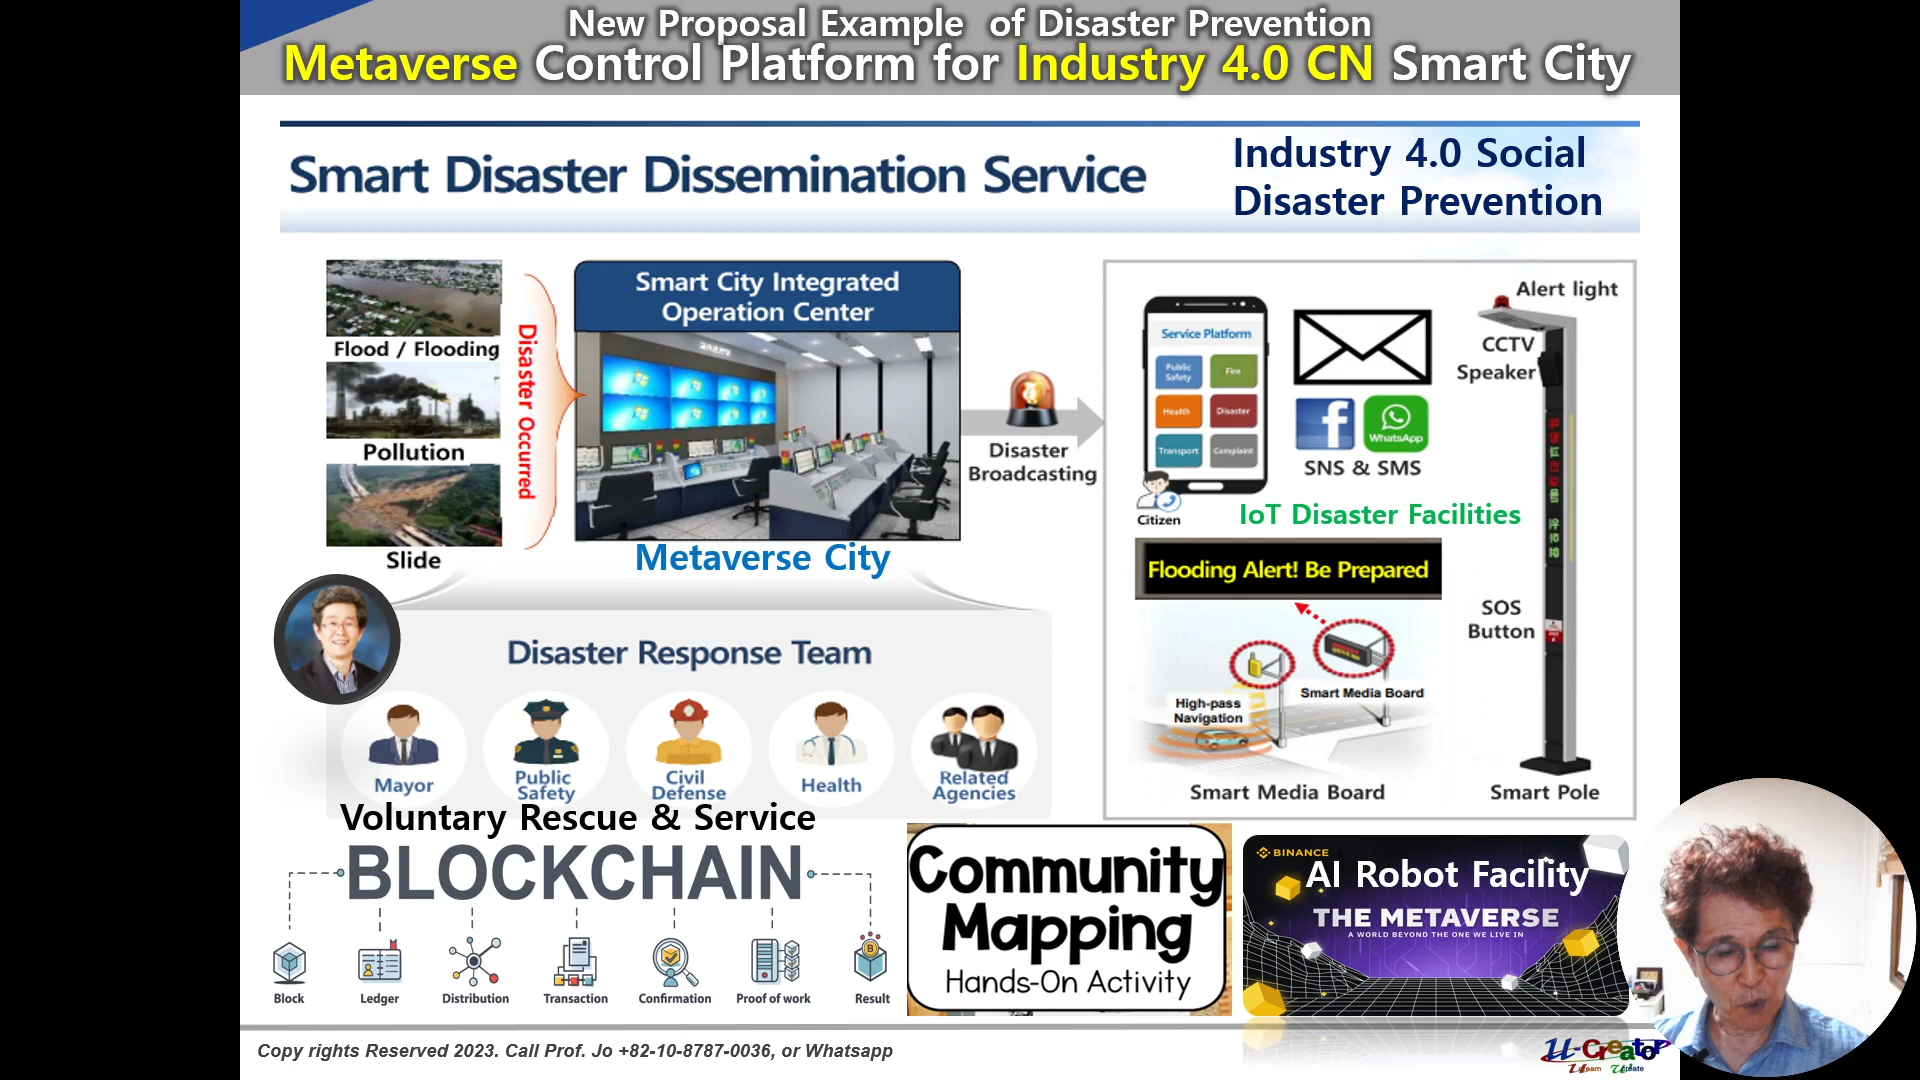 New Proposal Example of Disaster Prevention
Metaverse Control Platform for Industry 4.0 CN Smart City
Smart Disaster Dissemination Service
Industry 4.0 Social
Disaster Prevention
Flood / Flooding
Pollution
Slide
Disaster Occurred
Smart City Integrated
Operation Center
Metaverse City
Disaster
Broadcasting
Service Platform
Public
Safety
Fire
Health
Disaster
Transport
Complaint
Citizen
WhatsApp
SNS & SMS
IoT Disaster Facilities
Alert light
CCTV
Speaker
SOS
Button
Smart Pole
Flooding Alert! Be Prepared
High-pass
Navigation
Smart Media Board
Smart Media Board
Disaster Response Team
Mayor
Public
Safety
Civil
Defense
Health
Related
Agencies
Voluntary Rescue & Service
BLOCKCHAIN
Block
Ledger
Distribution
Transaction
Confirmation
Proof of work
Result
Community
Mapping
Hands-On Activity
BINANCE
AI Robot Facility
THE METAVERSE
A WORLD BEYOND THE ONE WE LIVE IN
Copy rights Reserved 2023. Call Prof. Jo +82-10-8787-0036, or Whatsapp
U-Creator